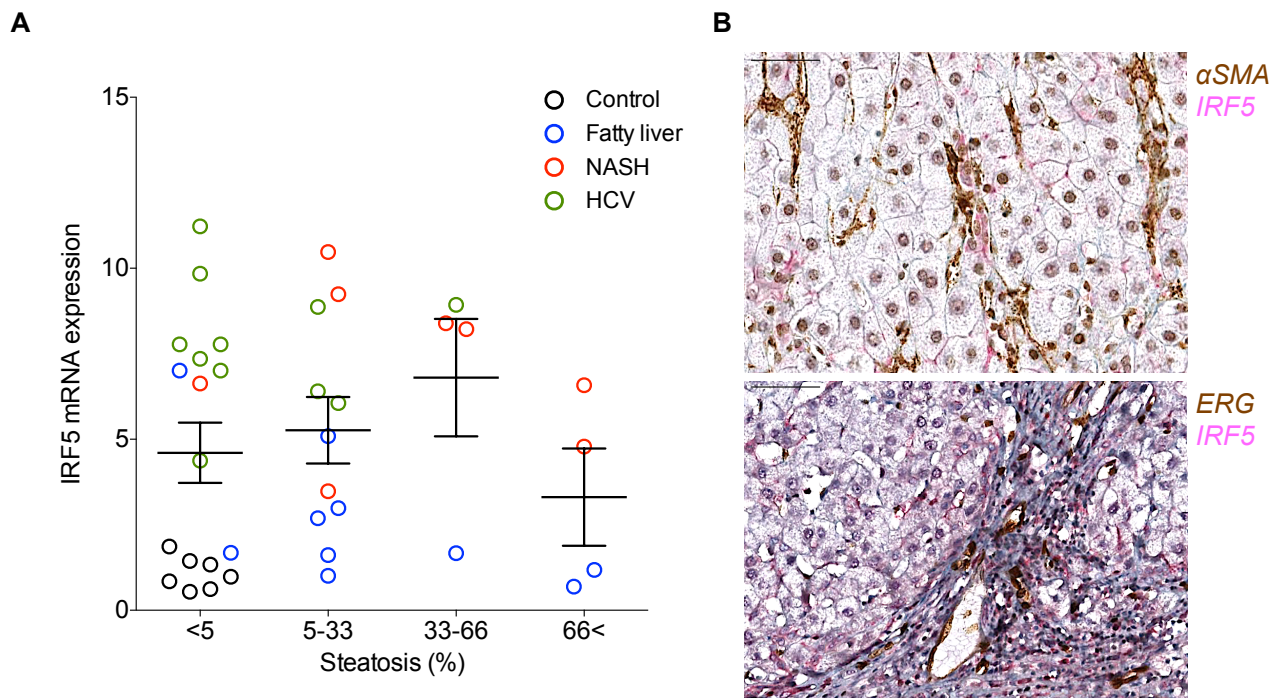 A
IRF5 mRNA expression
15
10
5
0
Control
Fatty liver
NASH
HCV
<5
5-33
33-66
66<
Steatosis (%)
B
αSMA
IRF5
ERG
IRF5